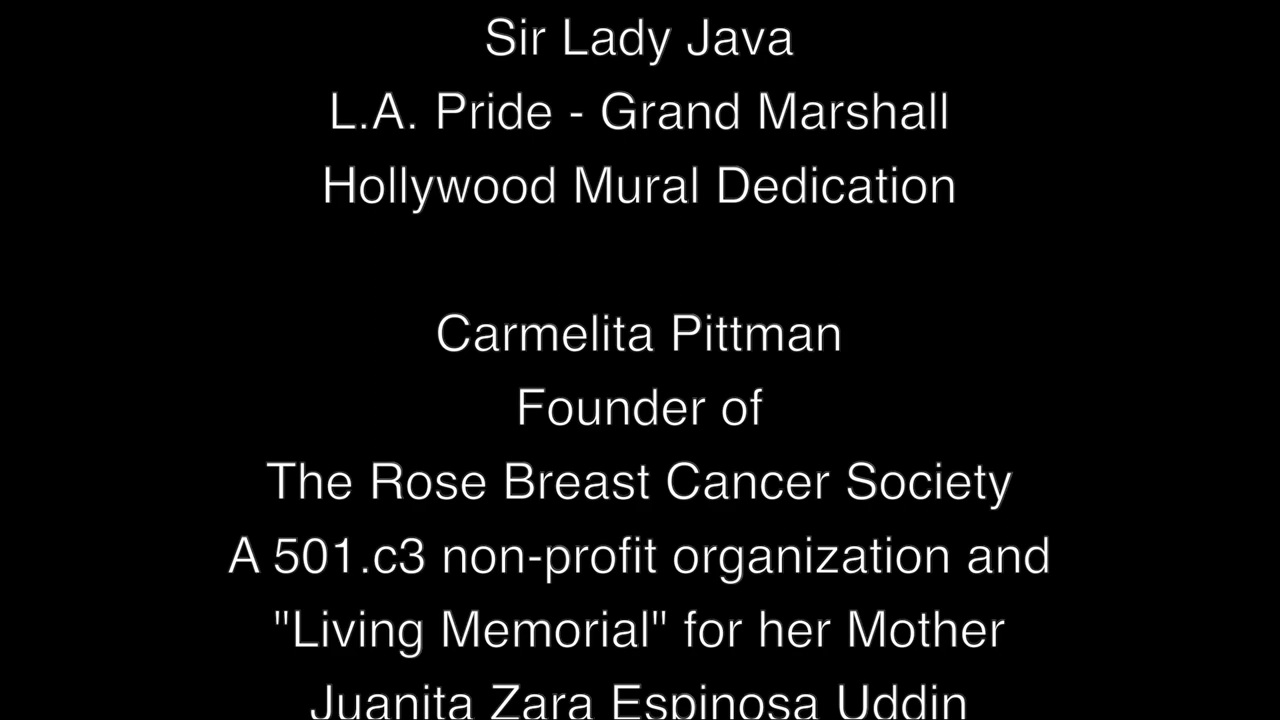 Sir Lady Java
L.A. Pride - Grand Marshall
Hollywood Mural Dedication
Carmelita Pittman
Founder of
The Rose Breast Cancer Society
A 501.c3 non-profit organization and
"Living Memorial" for her Mother
Juanita Zara Espinosa Uddin